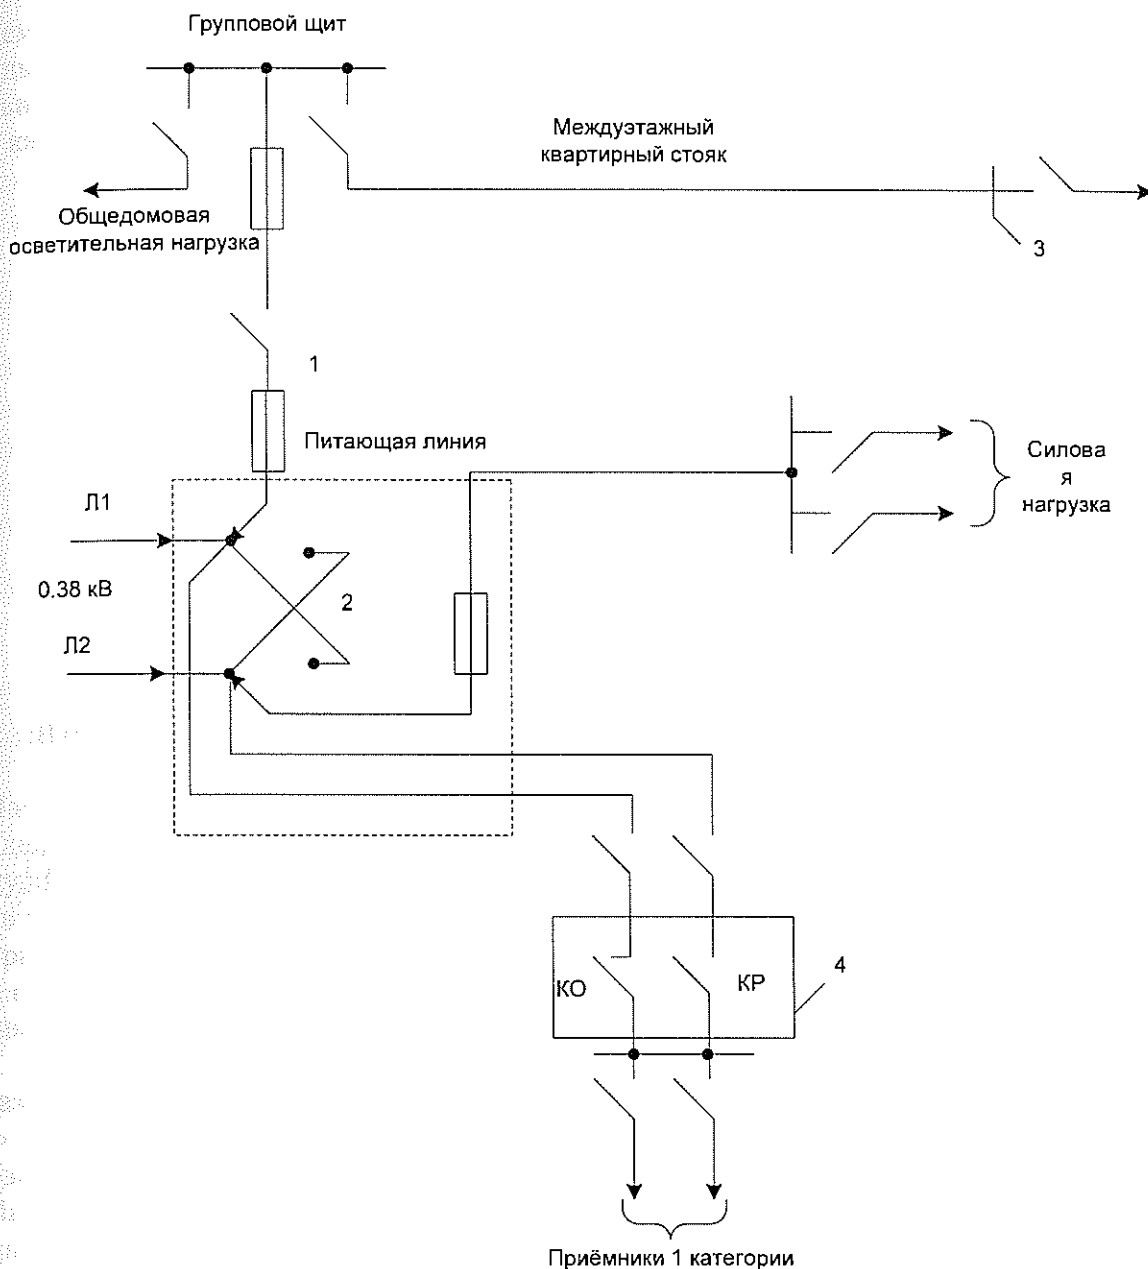 Групповой щит
Междуэтажный
квартирный стояк
Общедомовая
осветительная нагрузка
3
1
Питающая линия
Силова
я
нагрузка
Л1
0.38 кВ
2
Л2
4
КО
КР
Приёмники 1 категории